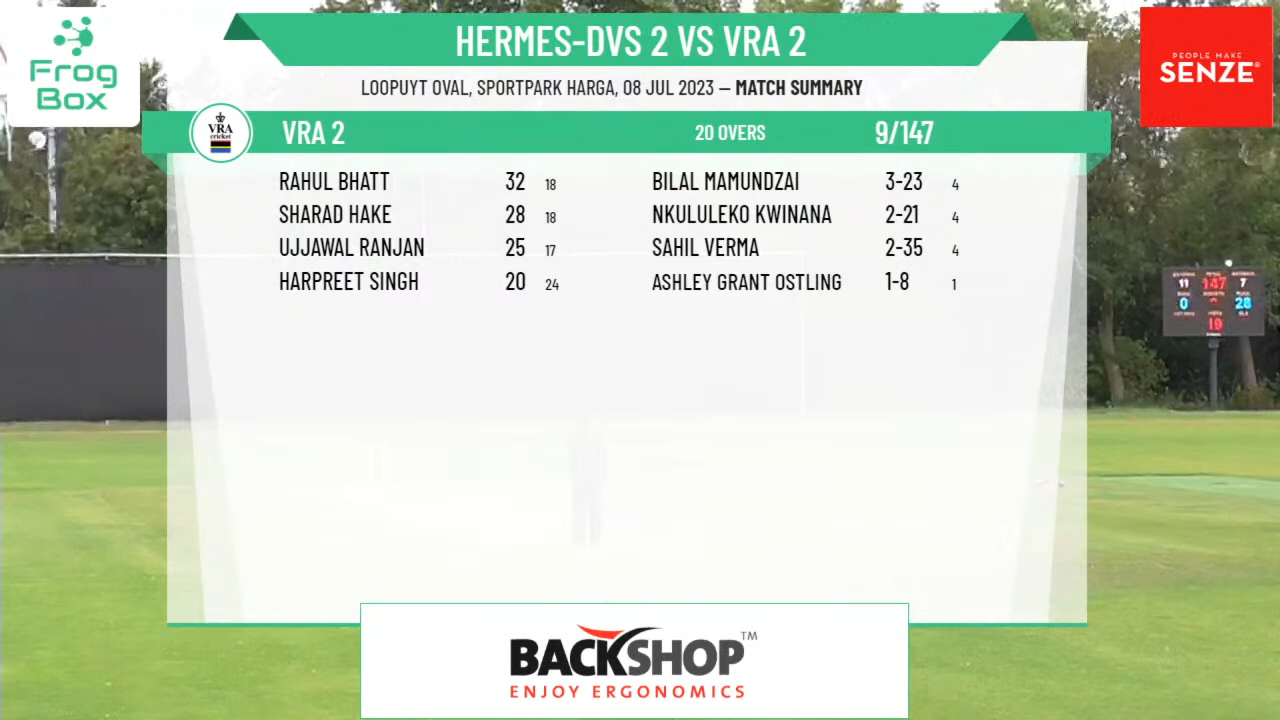 HERMES-DVS 2 VS VRA 2
Frog
Box
PEOPLE MAKE
SENZE®
LOOPUYT OVAL, SPORTPARK HARGA, 08 JUL 2023 – MATCH SUMMARY
VRA
cricket
VRA 2 20 OVERS 9/147
RAHUL BHATT 32 18 BILAL MAMUNDZAI 3-23 4
SHARAD HAKE 28 18 NKULULEKO KWINANA 2-21 4
UJJAWAL RANJAN 25 17 SAHIL VERMA 2-35 4
HARPREET SINGH 20 24 ASHLEY GRANT OSTLING 1-8 1
11 147 7
0 28
19
BACKSHOP™
ENJOY ERGONOMICS